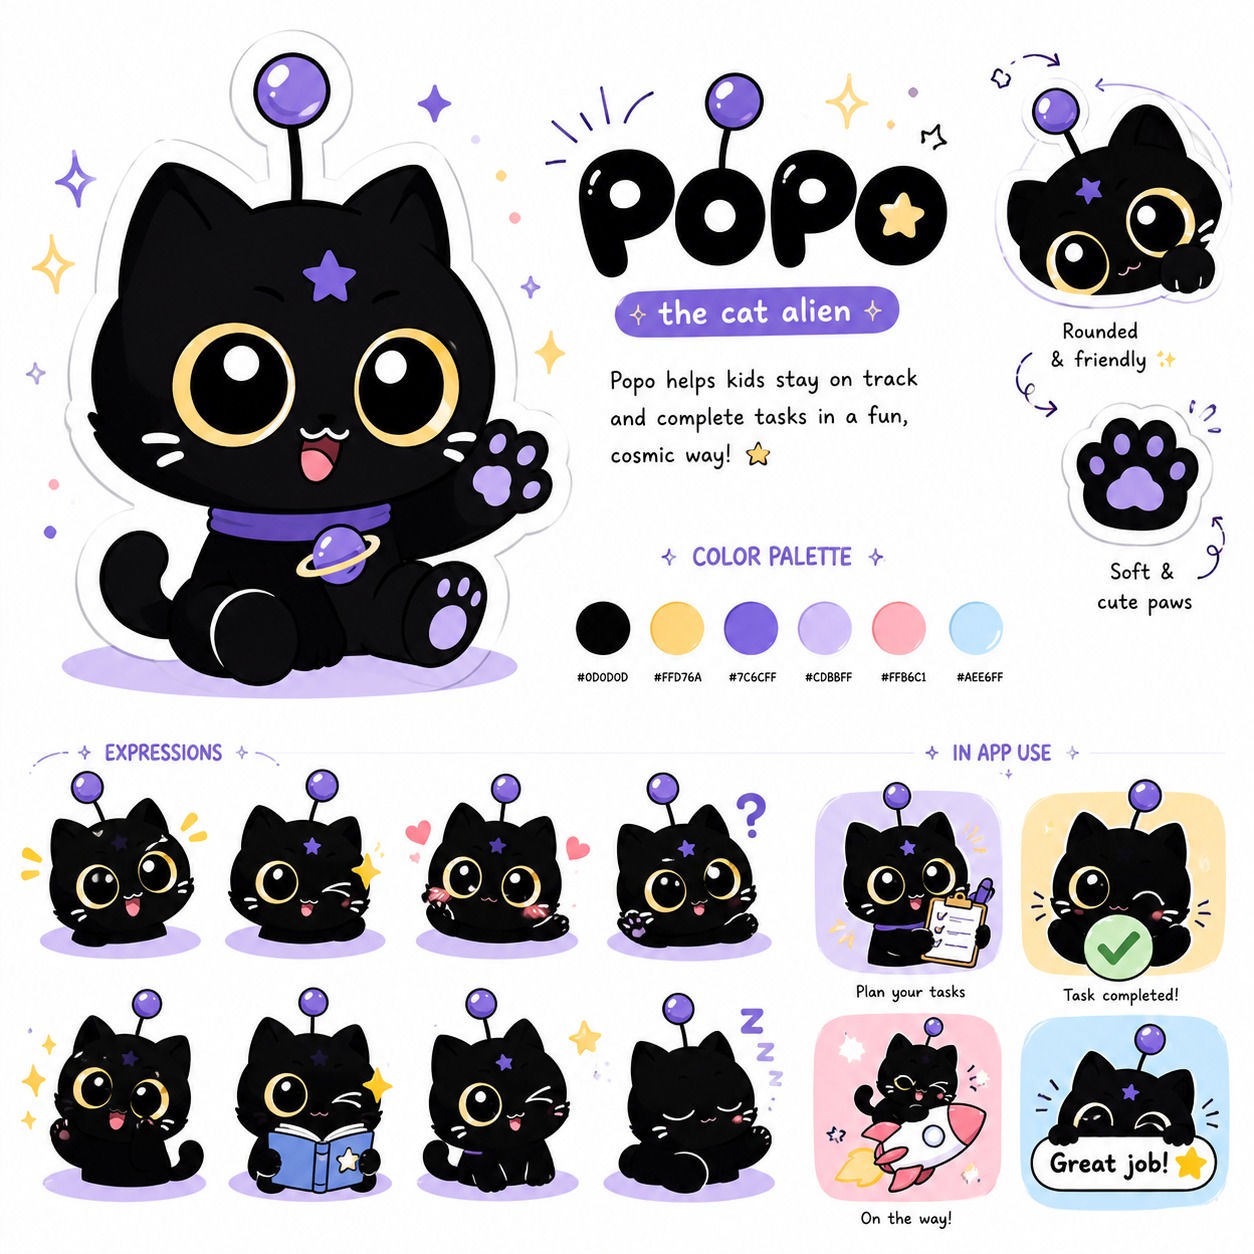 POPO
the cat alien
Popo helps kids stay on track
and complete tasks in a fun,
cosmic way!
Rounded
& friendly
Soft &
cute paws
COLOR PALETTE
#0D0D0D #FFD76A #7C6CFF #CDBBFF #FFB6C1 #AEE6FF
EXPRESSIONS
?
Z
Z
Z
IN APP USE
Plan your tasks
Task completed!
On the way!
Great job!